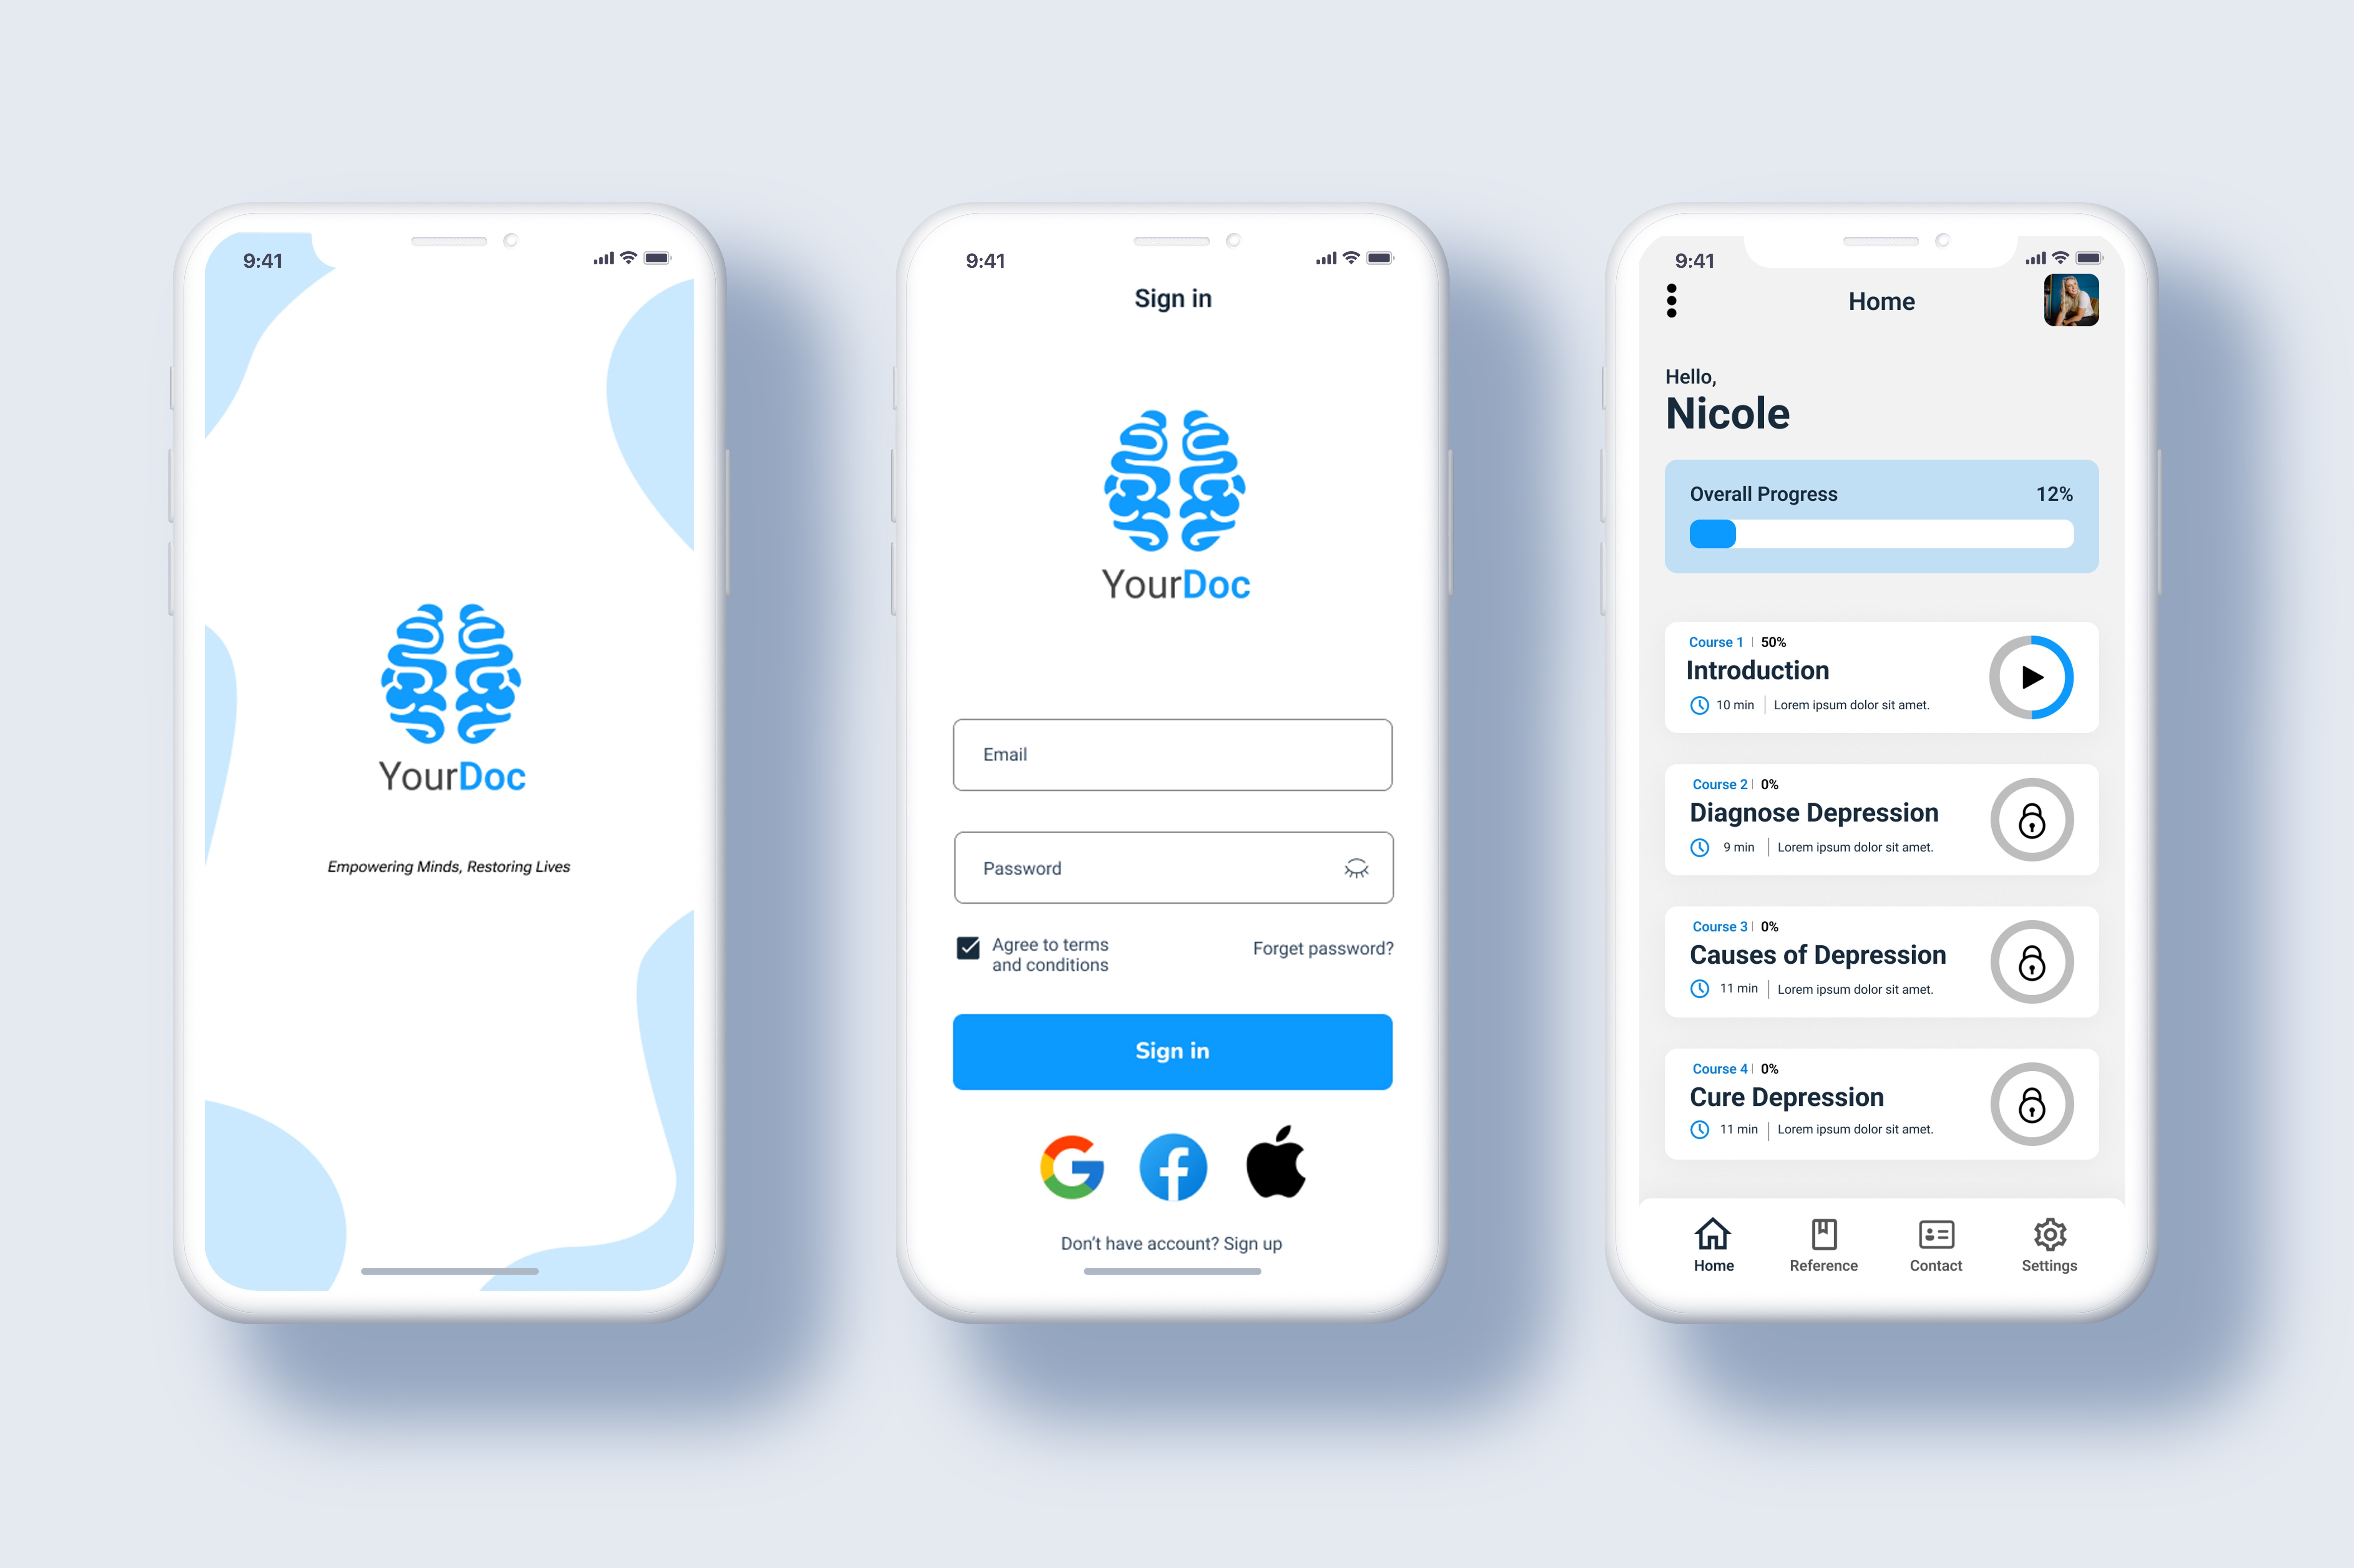 9:41
YourDoc
Empowering Minds, Restoring Lives
9:41
Sign in
YourDoc
Email
Password
Agree to terms
and conditions
Forget password?
Sign in
Don't have account? Sign up
9:41
Home
Hello,
Nicole
Overall Progress 12%
Course 1 | 50%
Introduction
10 min | Lorem ipsum dolor sit amet.
Course 2 | 0%
Diagnose Depression
9 min | Lorem ipsum dolor sit amet.
Course 3 | 0%
Causes of Depression
11 min | Lorem ipsum dolor sit amet.
Course 4 | 0%
Cure Depression
11 min | Lorem ipsum dolor sit amet.
Home Reference Contact Settings